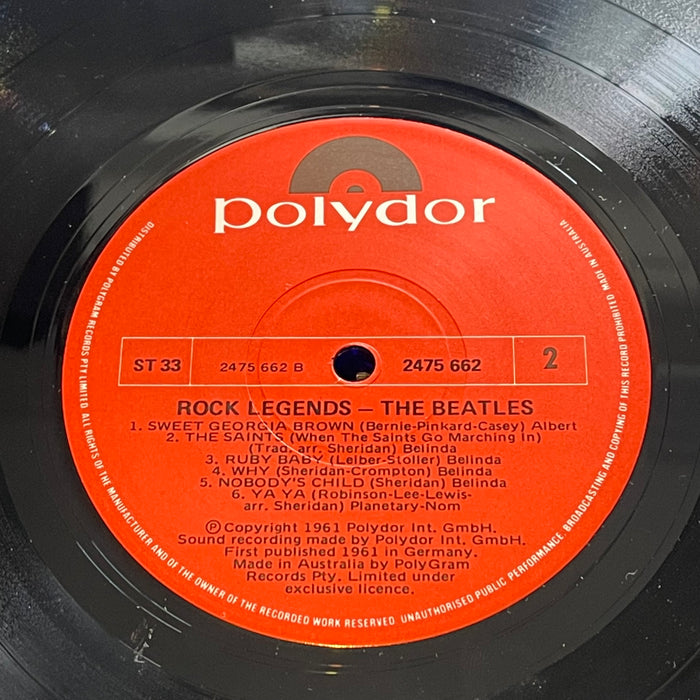 polydor
ST 33
2475 662 B
2475 662
2
ROCK LEGENDS – THE BEATLES
1. SWEET GEORGIA BROWN (Bernie-Pinkard-Casey) Albert
2. THE SAINTS (When The Saints Go Marching In)
(Trad. arr. Sheridan) Belinda
3. RUBY BABY (Leiber-Stoller) Belinda
4. WHY (Sheridan-Crompton) Belinda
5. NOBODY'S CHILD (Sheridan) Belinda
6. YA YA (Robinson-Lee-Lewis-
arr. Sheridan) Planetary-Nom
Ⓟ Copyright 1961 Polydor Int. GmbH.
Sound recording made by Polydor Int. GmbH.
First published 1961 in Germany.
Made in Australia by PolyGram
Records Pty. Limited under
exclusive licence.
DISTRIBUTED BY POLYGRAM RECORDS PTY. LIMITED. ALL RIGHTS OF THE MANUFACTURER AND OF THE OWNER OF THE RECORDED WORK RESERVED. UNAUTHORISED PUBLIC PERFORMANCE BROADCASTING AND COPYING OF THIS RECORD PROHIBITED MADE IN AUSTRALIA